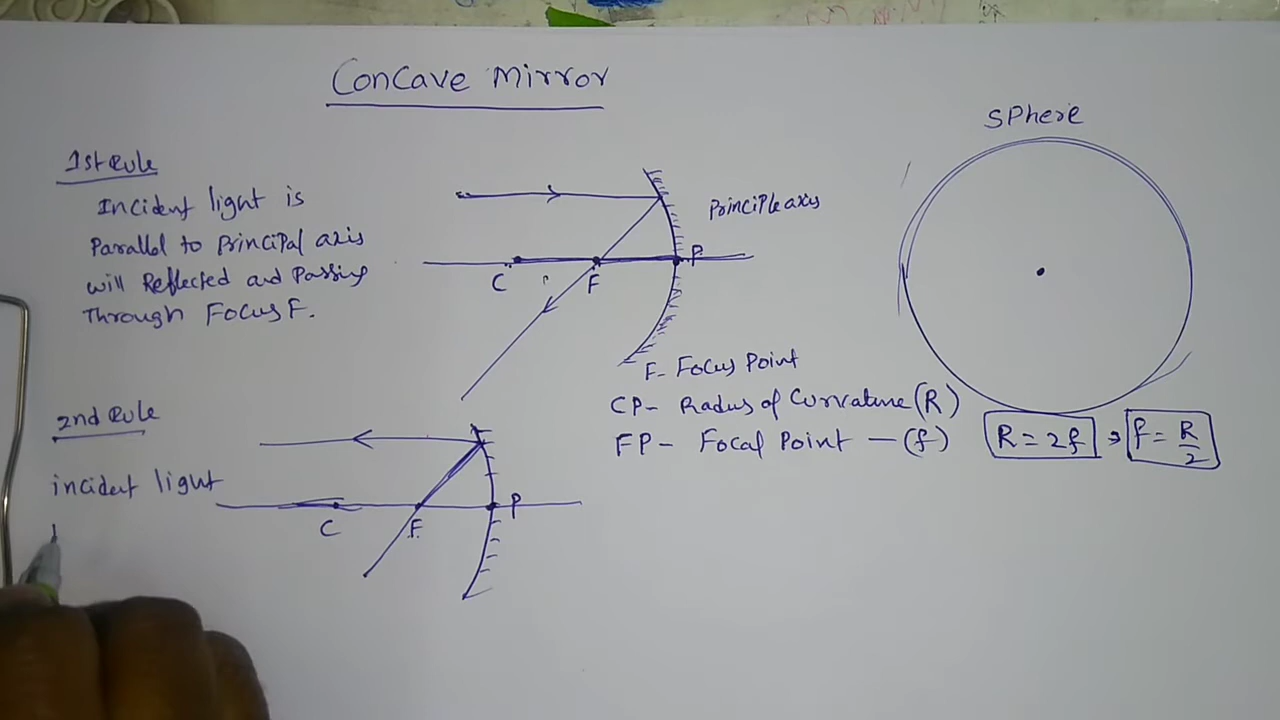 Concave mirror
1st Rule
Incident light is
Parallel to principal axis
will Reflected and Passing
Through Focus F.
Principle axis
C
F
P
F- Focus Point
CP- Radius of Curvature (R)
FP- Focal Point - (f)
R = 2f
f = R/2
Sphere
2nd Rule
incident light
C
F
P